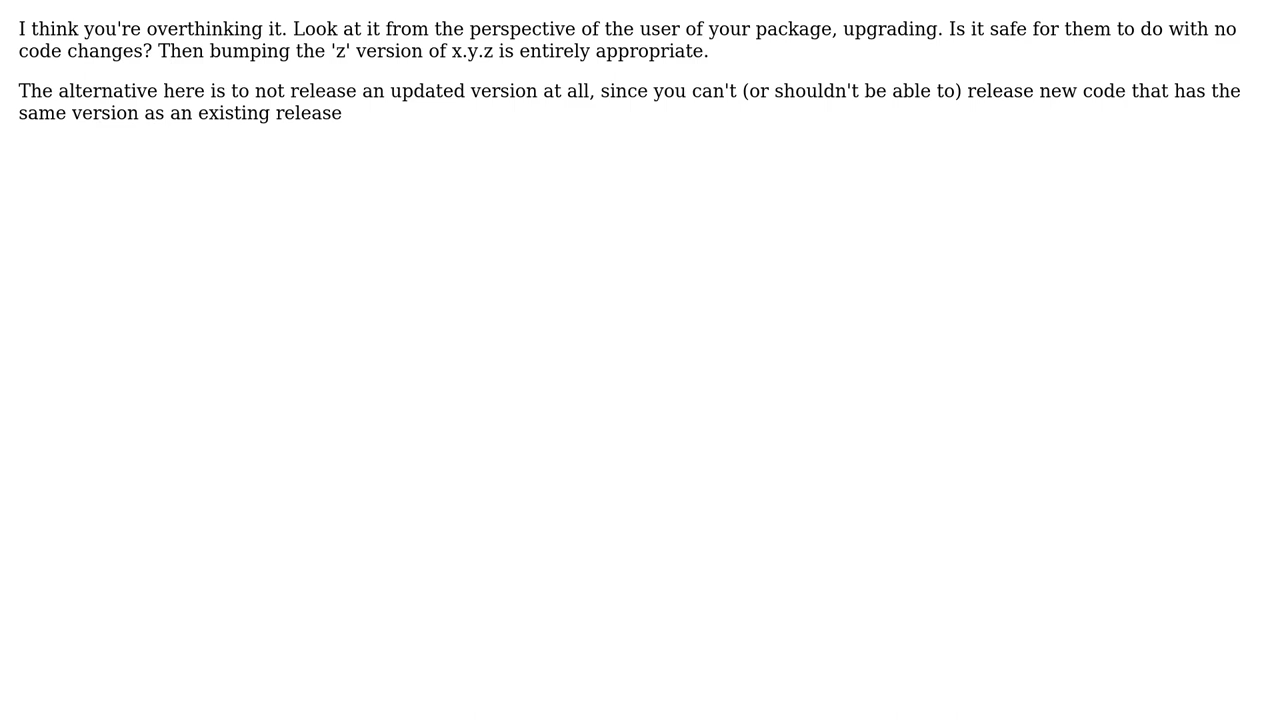 I think you're overthinking it. Look at it from the perspective of the user of your package, upgrading. Is it safe for them to do with no
code changes? Then bumping the 'z' version of x.y.z is entirely appropriate.
The alternative here is to not release an updated version at all, since you can't (or shouldn't be able to) release new code that has the
same version as an existing release